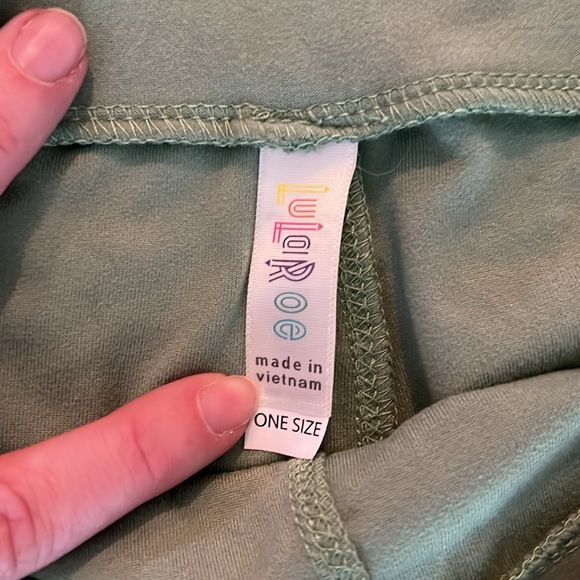 LuLaRoe
made in
vietnam
ONE SIZE